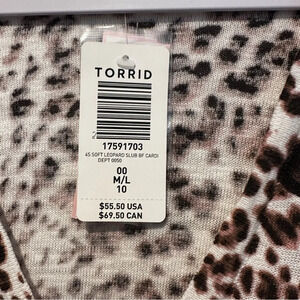 TORRID
17591703
45 SOFT LEOPARD SLUB BF CARDI
DEPT 0050
00
M/L
10
$55.50 USA
$69.50 CAN